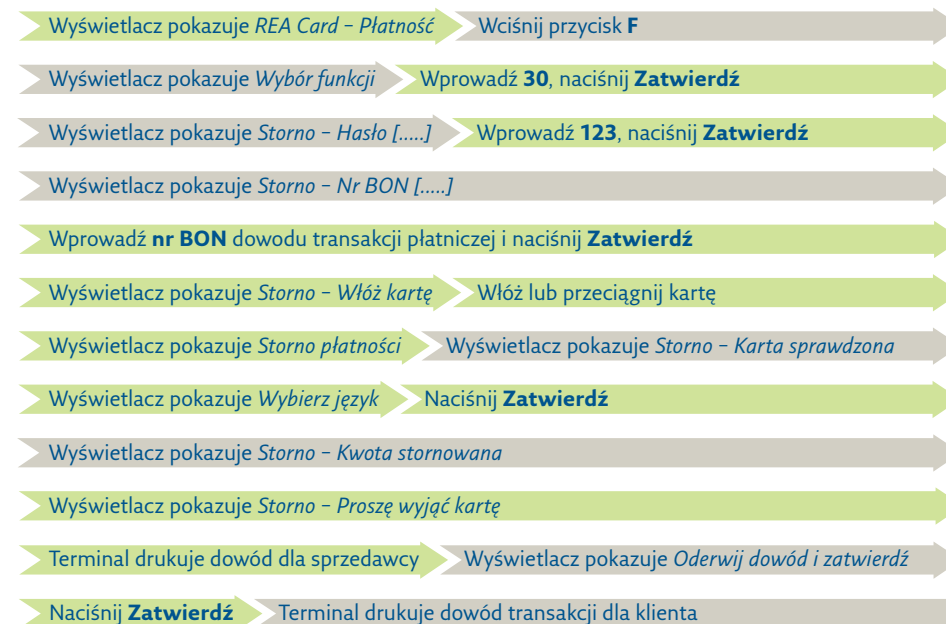 Wyświetlacz pokazuje REA Card – Płatność Wciśnij przycisk F
Wyświetlacz pokazuje Wybór funkcji Wprowadź 30, naciśnij Zatwierdź
Wyświetlacz pokazuje Storno – Hasło [.....] Wprowadź 123, naciśnij Zatwierdź
Wyświetlacz pokazuje Storno – Nr BON [.....]
Wprowadź nr BON dowodu transakcji płatniczej i naciśnij Zatwierdź
Wyświetlacz pokazuje Storno – Włóż kartę Włóż lub przeciągnij kartę
Wyświetlacz pokazuje Storno płatności Wyświetlacz pokazuje Storno – Karta sprawdzona
Wyświetlacz pokazuje Wybierz język Naciśnij Zatwierdź
Wyświetlacz pokazuje Storno – Kwota stornowana
Wyświetlacz pokazuje Storno – Proszę wyjąć kartę
Terminal drukuje dowód dla sprzedawcy Wyświetlacz pokazuje Oderwij dowód i zatwierdź
Naciśnij Zatwierdź Terminal drukuje dowód transakcji dla klienta